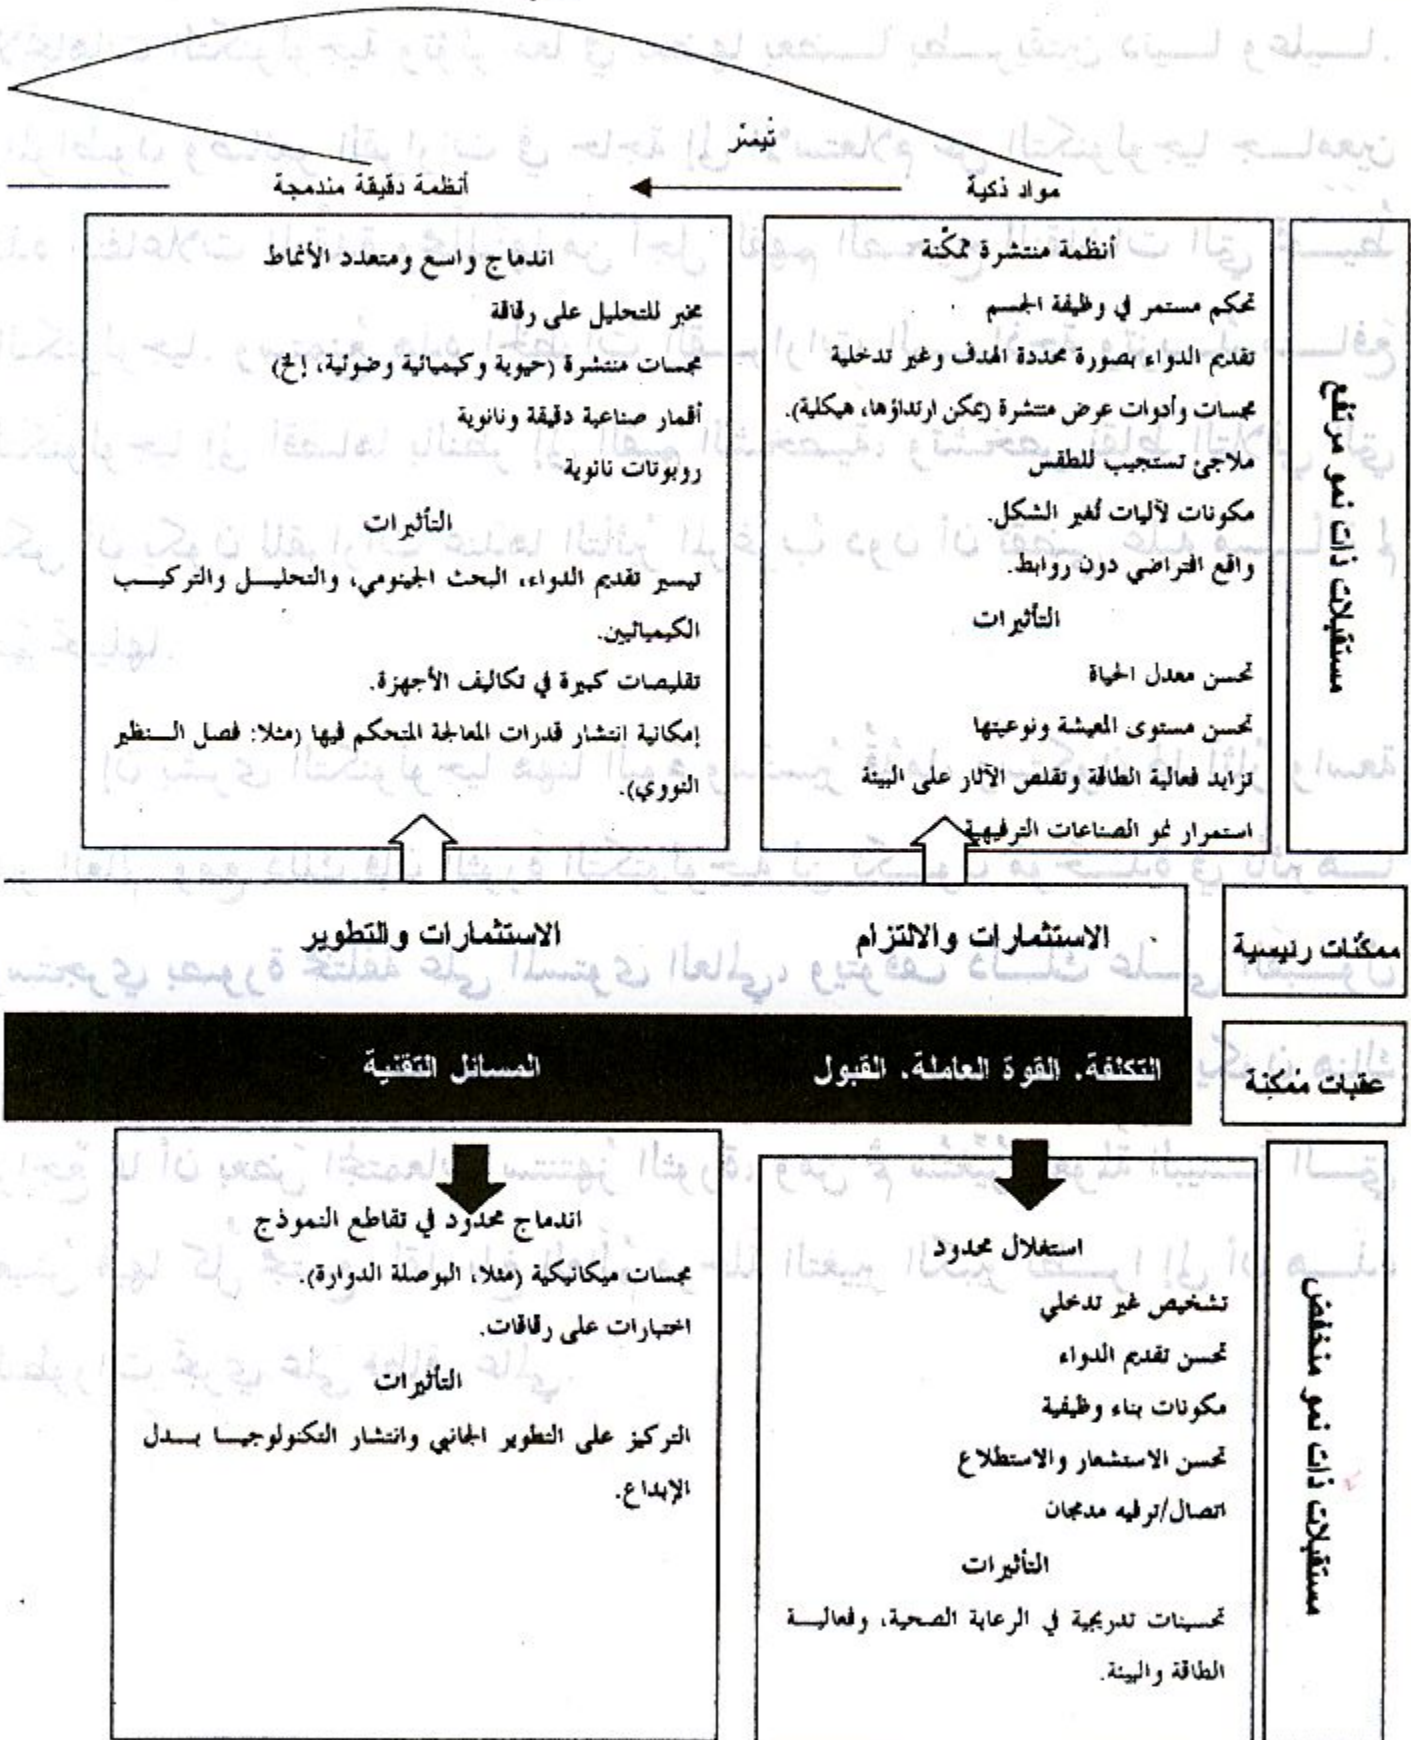 تُيسّر
مواد ذكية
أنظمة دقيقة مندمجة
مستقبلات ذات نمو مرتفع
أنظمة منتشرة مُمكّنة
تحكم مستمر في وظيفة الجسم
تقديم الدواء بصورة محددة الهدف وغير تدخلية
مجسات وأدوات عرض منتشرة (يمكن ارتداؤها، هيكلية).
ملاجئ تستجيب للطقس
مكونات لآليات تُغير الشكل.
واقع افتراضي دون روابط.
التأثيرات
تحسن معدل الحياة
تحسن مستوى المعيشة ونوعيتها
تزايد فعالية الطاقة وتقلص الآثار على البيئة
استمرار نمو الصناعات الترفيهية
اندماج واسع ومتعدد الأنماط
مخبر للتحليل على رقاقة
مجسات منتشرة (حيوية وكيميائية وضوئية، إلخ)
أقمار صناعية دقيقة ونانوية
روبوتات نانوية
التأثيرات
تيسير تقديم الدواء، البحث الجينومي، والتحليل والتركيب
الكيميائيين.
تقليصات كبيرة في تكاليف الأجهزة.
إمكانية انتشار قدرات المعالجة المتحكم فيها (مثلا: فصل النظير
النووي).
ممكنات رئيسية
الاستثمارات والالتزام
الاستثمارات والتطوير
عقبات ممكنة
التكلفة، القوة العاملة، القبول
المسائل التقنية
مستقبلات ذات نمو منخفض
استغلال محدود
تشخيص غير تدخلي
تحسن تقديم الدواء
مكونات بناء وظيفية
تحسن الاستشعار والاستطلاع
اتصال/ترفيه مدمجان
التأثيرات
تحسينات تدريجية في الرعاية الصحية، وفعالية
الطاقة والبيئة.
اندماج محدود في تقاطع النموذج
مجسات ميكانيكية (مثلا، البوصلة الدوارة).
اختبارات على رقاقات.
التأثيرات
التركيز على التطوير الجانبي وانتشار التكنولوجيا بدل
الإبداع.